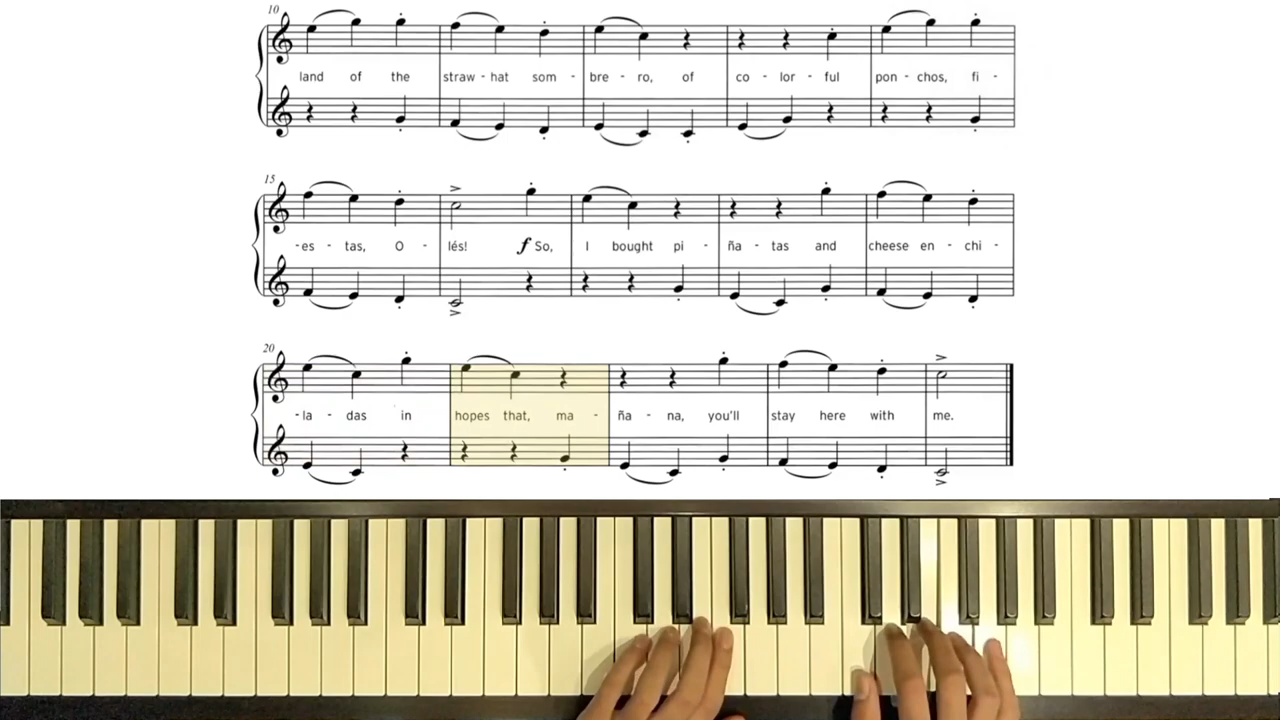 10
land of the straw - hat som - bre - ro, of co - lor - ful pon - chos, fi -
15
- es - tas, O - lés! f So, I bought pi - ña - tas and cheese en - chi -
20
- la - das in hopes that, ma - ña - na, you'll stay here with me.